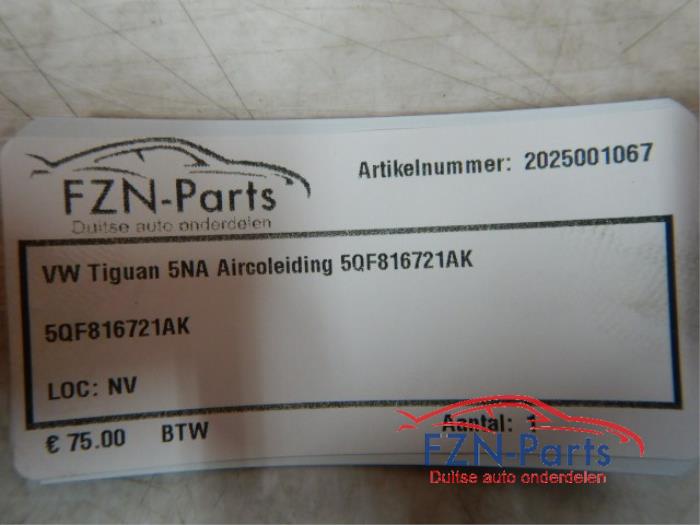 FZN-Parts
Duitse auto onderdelen
Artikelnummer: 2025001067
VW Tiguan 5NA Aircoleiding 5QF816721AK
5QF816721AK
LOC: NV
€ 75.00 BTW
Aantal: 1
FZN-Parts
Duitse auto onderdelen